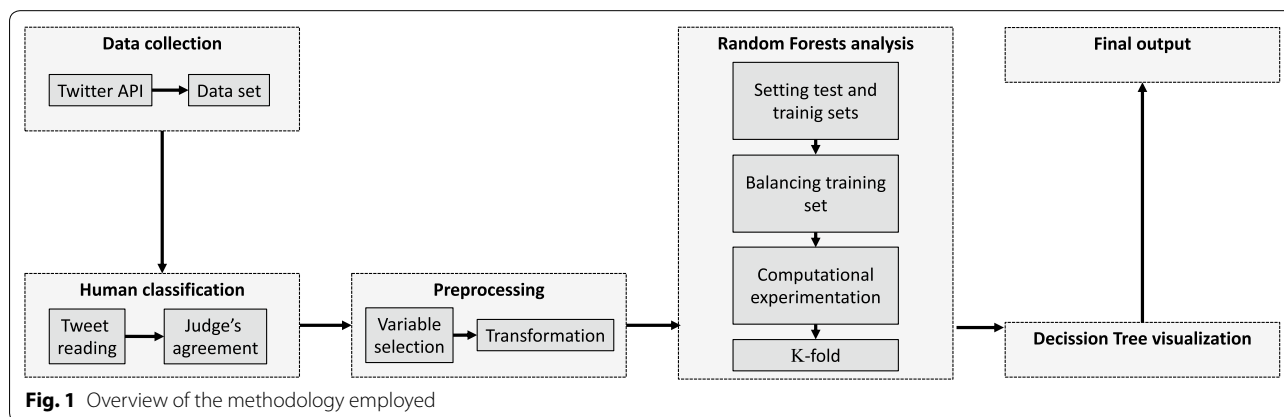 Data collection
Twitter API
Data set
Human classification
Tweet
reading
Judge's
agreement
Preprocessing
Variable
selection
Transformation
Random Forests analysis
Setting test and
trainig sets
Balancing training
set
Computational
experimentation
K-fold
Decission Tree visualization
Final output
Fig. 1 Overview of the methodology employed